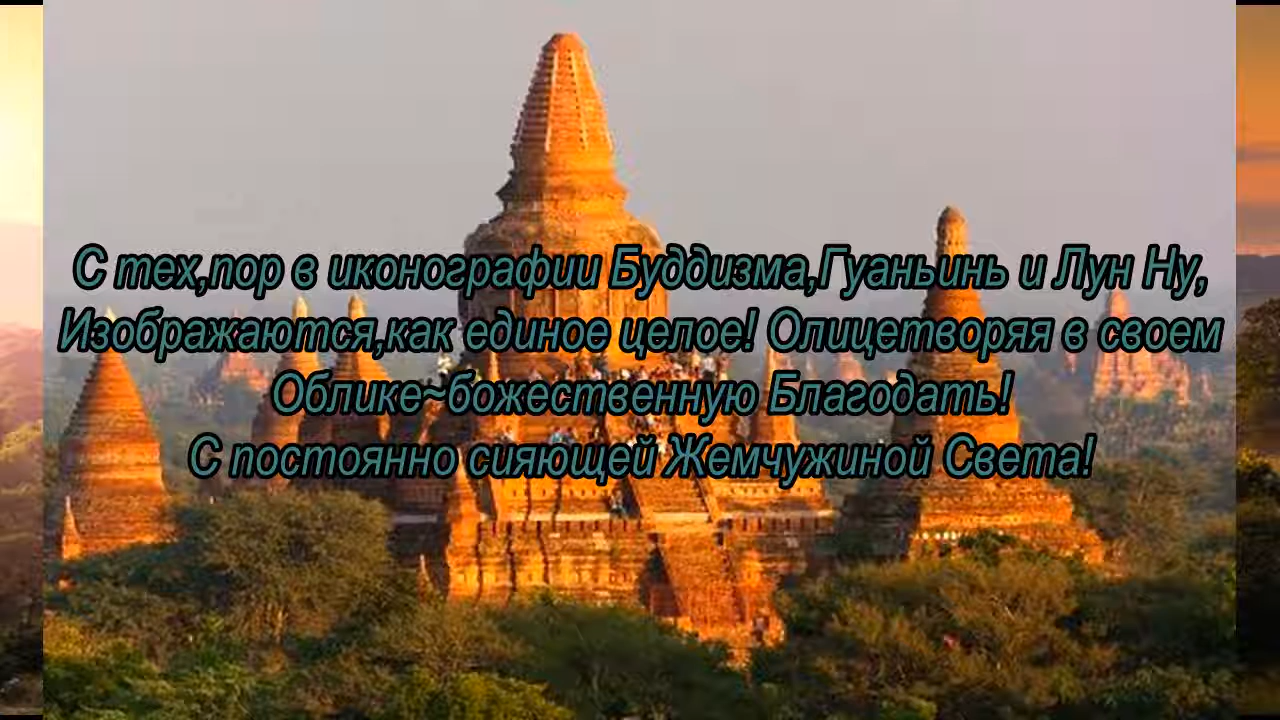 С тех,пор в иконографии Буддизма,Гуаньинь и Лун Ну,
Изображаются,как единое целое! Олицетворяя в своем
Облике~божественную Благодать!
С постоянно сияющей Жемчужиной Света!